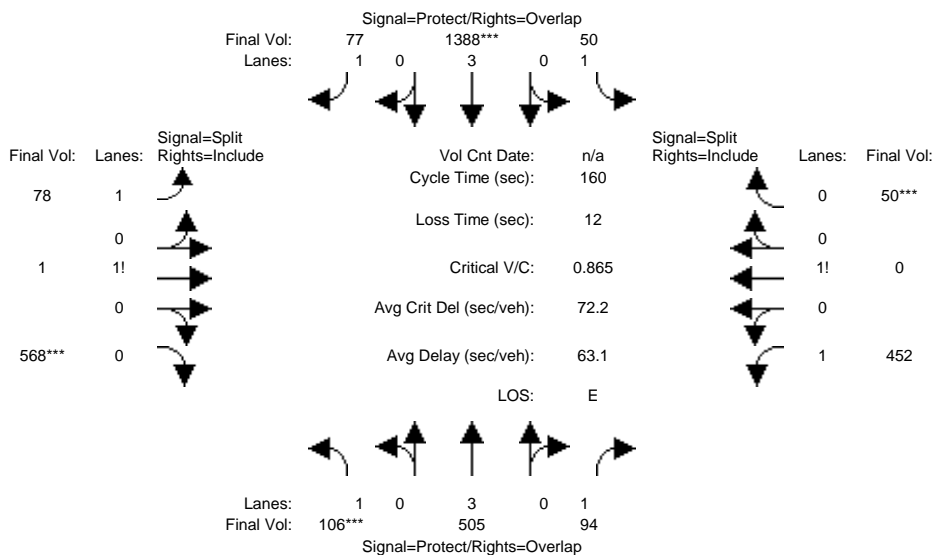 Signal=Protect/Rights=Overlap
Final Vol: 77 1388*** 50
Lanes: 1 0 3 0 1
Signal=Split
Final Vol: Lanes: Rights=Include
Vol Cnt Date: n/a
Signal=Split
Rights=Include Lanes: Final Vol:
Cycle Time (sec): 160
78 1
0 50***
Loss Time (sec): 12
0
0
1 1!
Critical V/C: 0.865
1! 0
0
Avg Crit Del (sec/veh): 72.2
0
568*** 0
Avg Delay (sec/veh): 63.1
1 452
LOS: E
Lanes: 1 0 3 0 1
Final Vol: 106*** 505 94
Signal=Protect/Rights=Overlap